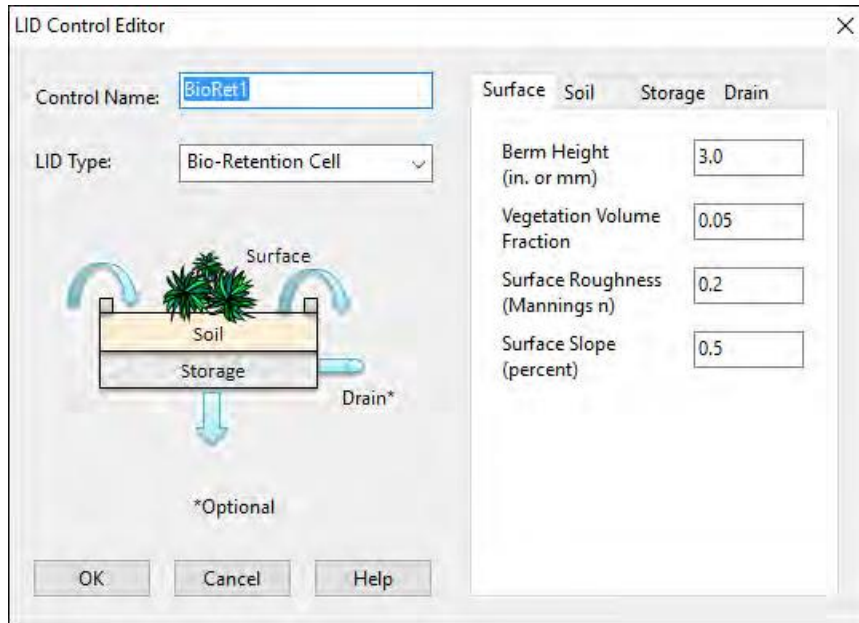 LID Control Editor
Control Name:
BioRet1
LID Type:
Bio-Retention Cell
Surface
Soil
Storage
Drain*
*Optional
OK
Cancel
Help
Surface
Soil
Storage
Drain
Berm Height
(in. or mm)
3.0
Vegetation Volume
Fraction
0.05
Surface Roughness
(Mannings n)
0.2
Surface Slope
(percent)
0.5